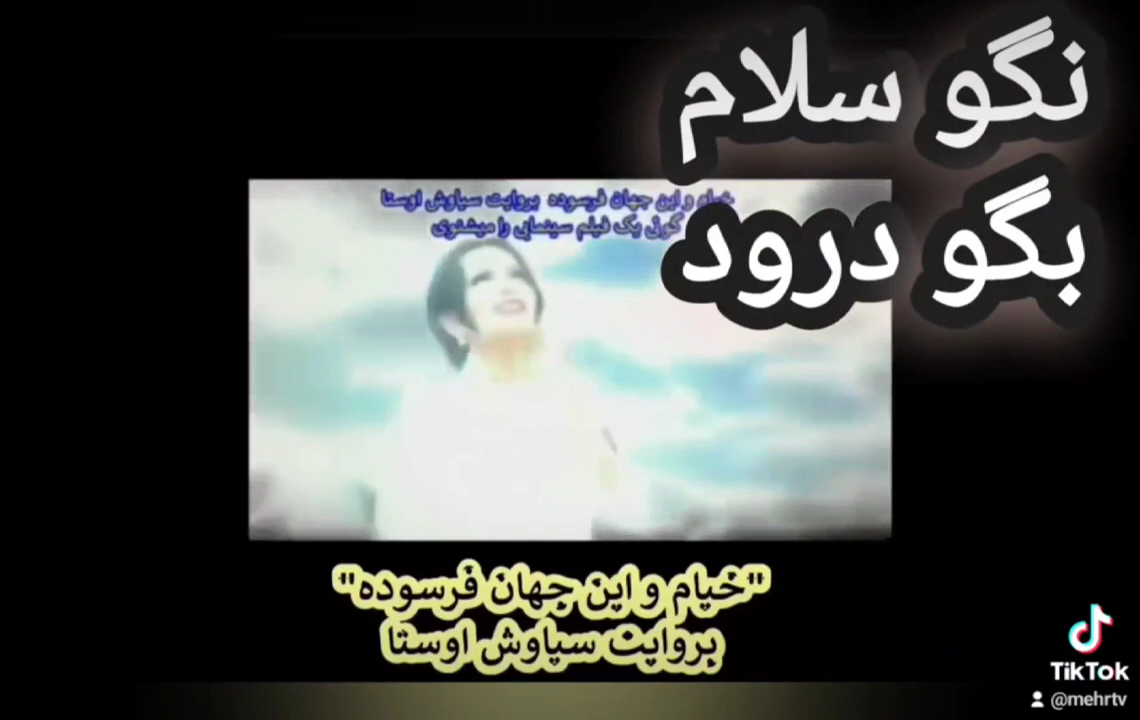 نگو سلام
بگو درود
خیام و این جهان فرسوده بروایت سیاوش اوستا
گوئی یک فیلم سینمایی را میشنوی
"خیام و این جهان فرسوده"
بروایت سیاوش اوستا
TikTok
@mehrtv